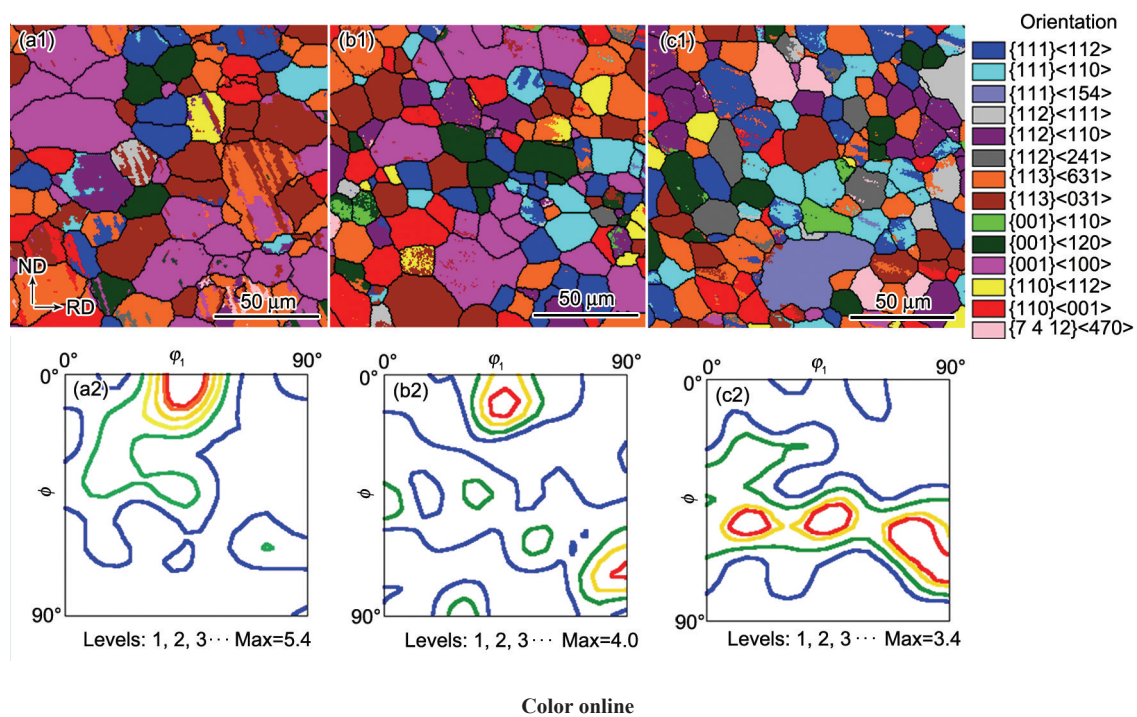 (a1)
ND
RD
50 µm
(b1)
50 µm
(c1)
50 µm
Orientation
{111}<112>
{111}<110>
{111}<154>
{112}<111>
{112}<110>
{112}<241>
{113}<631>
{113}<031>
{001}<110>
{001}<120>
{001}<100>
{110}<112>
{110}<001>
{7 4 12}<470>
0° φ₁ 90°
0°
(a2)
ϕ
90°
Levels: 1, 2, 3··· Max=5.4
0° φ₁ 90°
0°
(b2)
ϕ
90°
Levels: 1, 2, 3··· Max=4.0
0° φ₁ 90°
0°
(c2)
ϕ
90°
Levels: 1, 2, 3··· Max=3.4
Color online